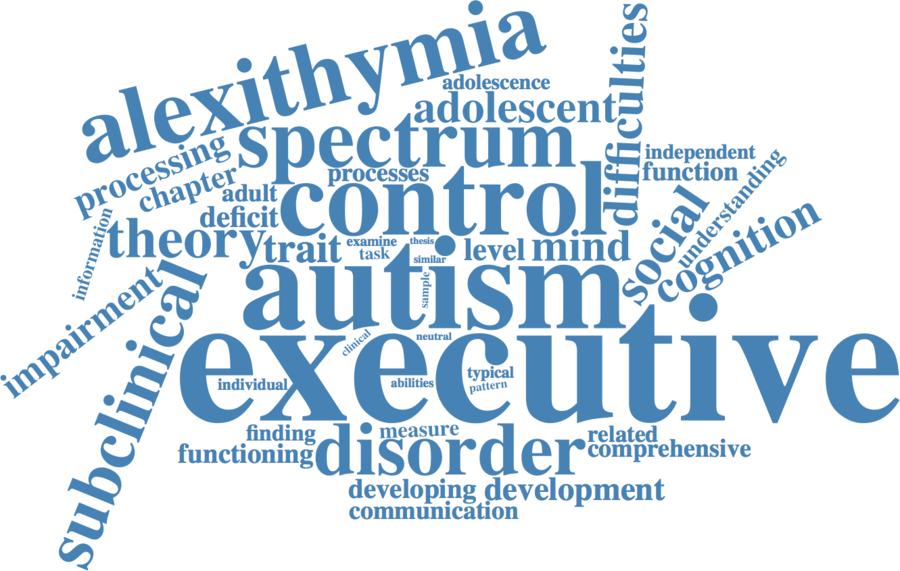 alexithymia
adolescence
adolescent
difficulties
spectrum
processing
chapter
processes
independent
function
understanding
adult
deficit
control
social
cognition
information
theory
trait
examine
task
thesis
similar
level
mind
sample
autism
impairment
subclinical
executive
clinical
neutral
individual
abilities
typical
pattern
finding
functioning
disorder
measure
related
comprehensive
developing
development
communication